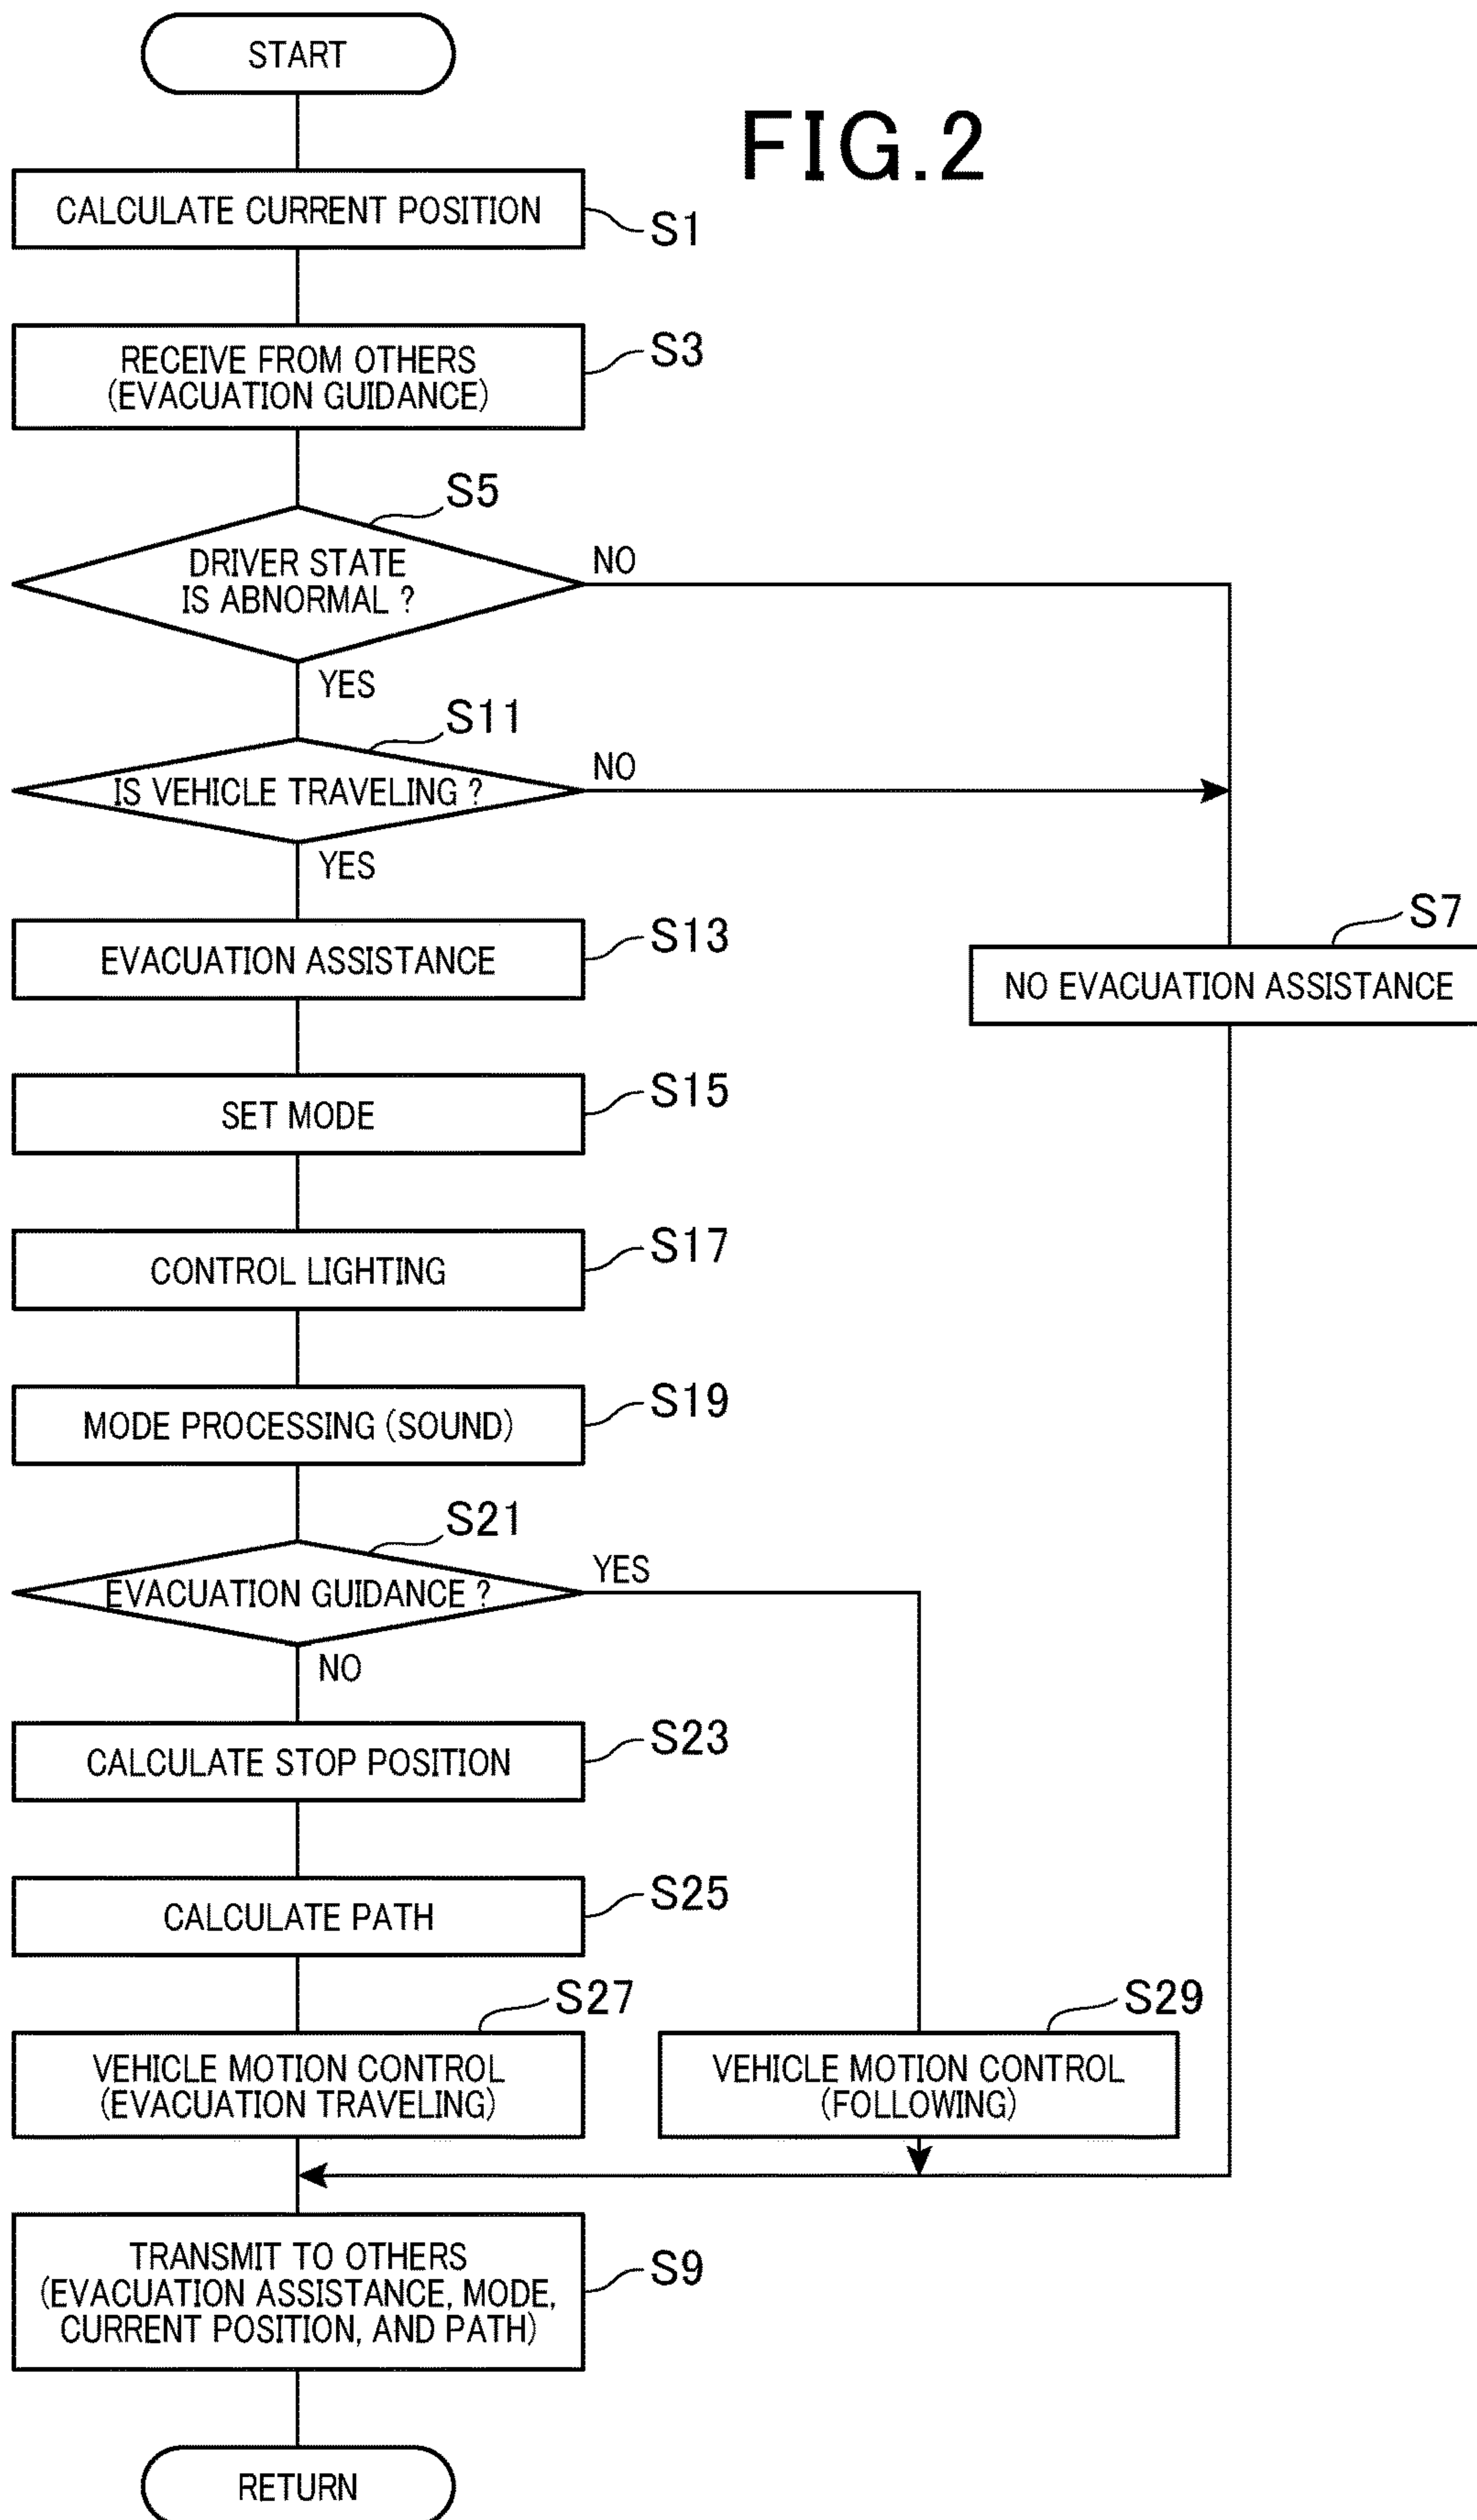 START
FIG.2
CALCULATE CURRENT POSITION
S1
RECEIVE FROM OTHERS
(EVACUATION GUIDANCE)
S3
S5
DRIVER STATE
IS ABNORMAL ?
NO
YES
S11
IS VEHICLE TRAVELING ?
NO
YES
EVACUATION ASSISTANCE
S13
S7
NO EVACUATION ASSISTANCE
SET MODE
S15
CONTROL LIGHTING
S17
MODE PROCESSING (SOUND)
S19
S21
EVACUATION GUIDANCE ?
YES
NO
CALCULATE STOP POSITION
S23
CALCULATE PATH
S25
S27
VEHICLE MOTION CONTROL
(EVACUATION TRAVELING)
S29
VEHICLE MOTION CONTROL
(FOLLOWING)
TRANSMIT TO OTHERS
(EVACUATION ASSISTANCE, MODE,
CURRENT POSITION, AND PATH)
S9
RETURN